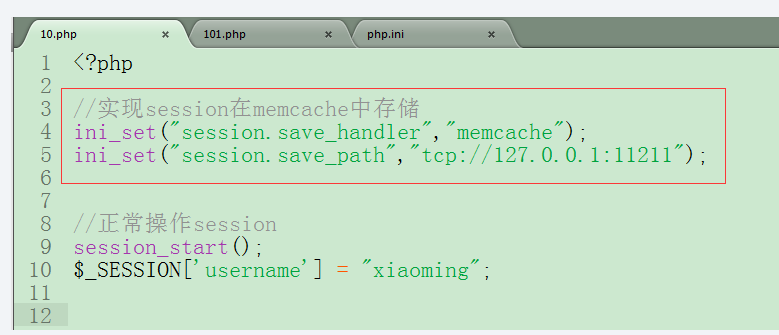 10.php × 101.php × php.ini ×
1 <?php
2
3 //实现session在memcache中存储
4 ini_set("session.save_handler","memcache");
5 ini_set("session.save_path","tcp://127.0.0.1:11211");
6
7
8 //正常操作session
9 session_start();
10 $_SESSION['username'] = "xiaoming";
11
12